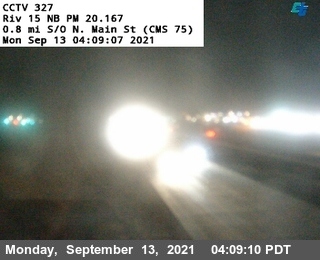 CCTV 327
Riv 15 NB PM 20.167
0.8 mi S/O N. Main St (CMS 75)
Mon Sep 13 04:09:07 2021
Monday, September 13, 2021 04:09:10 PDT